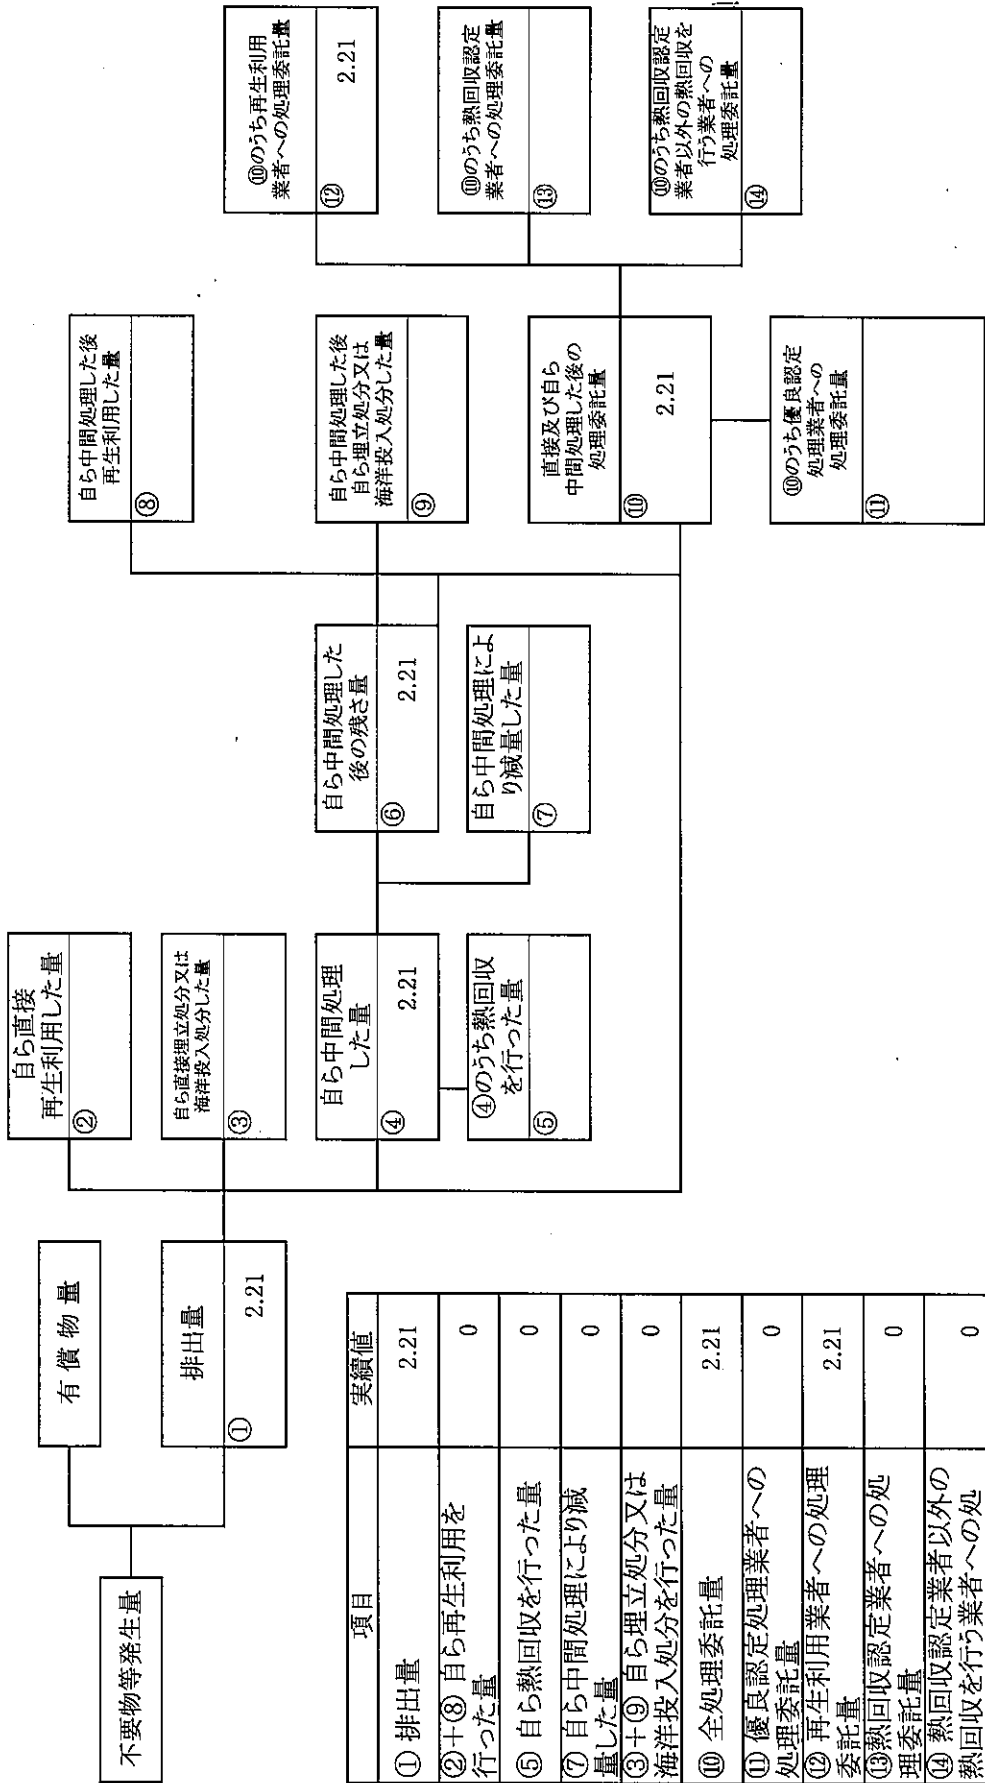 不要物等発生量
有 償 物 量
排出量
①
2.21
自ら直接
再生利用した量
②
自ら直接埋立処分又は
海洋投入処分した量
③
自ら中間処理
した量
④
2.21
④のうち熱回収
を行った量
⑤
自ら中間処理した
後の残さ量
⑥
2.21
自ら中間処理によ
り減量した量
⑦
自ら中間処理した後
再生利用した量
⑧
自ら中間処理した後
自ら埋立処分又は
海洋投入処分した量
⑨
直接及び自ら
中間処理した後の
処理委託量
⑩
2.21
⑩のうち優良認定
処理業者への
処理委託量
⑪
⑩のうち再生利用
業者への処理委託量
⑫
2.21
⑩のうち熱回収認定
業者への処理委託量
⑬
⑩のうち熱回収認定
業者以外の熱回収を
行う業者への
処理委託量
⑭
項目 実績値
① 排出量 2.21
②+⑧ 自ら再生利用を
行った量 0
⑤ 自ら熱回収を行った量 0
⑦ 自ら中間処理により減
量した量 0
③+⑨ 自ら埋立処分又は
海洋投入処分を行った量 0
⑩ 全処理委託量 2.21
⑪ 優良認定処理業者への
処理委託量 0
⑫ 再生利用業者への処理
委託量 2.21
⑬熱回収認定業者への処
理委託量 0
⑭ 熱回収認定業者以外の
熱回収を行う業者への処 0